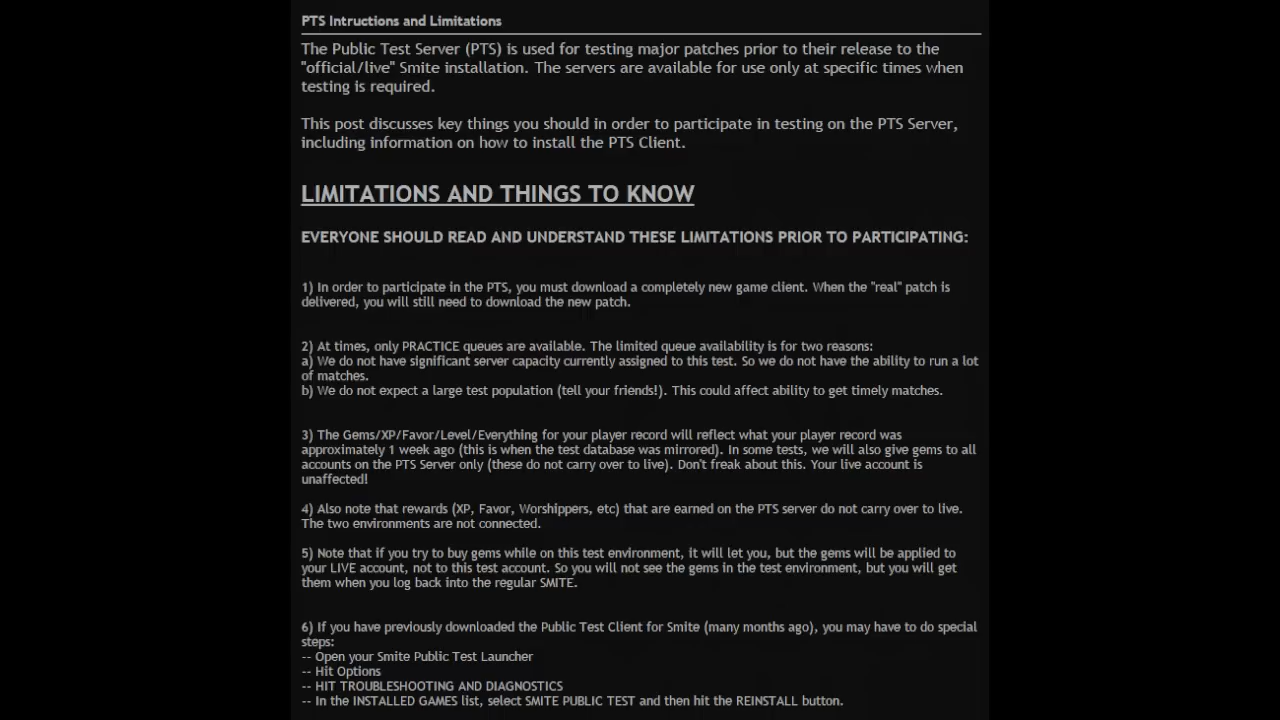 PTS Intructions and Limitations
The Public Test Server (PTS) is used for testing major patches prior to their release to the
"official/live" Smite installation. The servers are available for use only at specific times when
testing is required.
This post discusses key things you should in order to participate in testing on the PTS Server,
including information on how to install the PTS Client.
LIMITATIONS AND THINGS TO KNOW
EVERYONE SHOULD READ AND UNDERSTAND THESE LIMITATIONS PRIOR TO PARTICIPATING:
1) In order to participate in the PTS, you must download a completely new game client. When the "real" patch is
delivered, you will still need to download the new patch.
2) At times, only PRACTICE queues are available. The limited queue availability is for two reasons:
a) We do not have significant server capacity currently assigned to this test. So we do not have the ability to run a lot
of matches.
b) We do not expect a large test population (tell your friends!). This could affect ability to get timely matches.
3) The Gems/XP/Favor/Level/Everything for your player record will reflect what your player record was
approximately 1 week ago (this is when the test database was mirrored). In some tests, we will also give gems to all
accounts on the PTS Server only (these do not carry over to live). Don't freak about this. Your live account is
unaffected!
4) Also note that rewards (XP, Favor, Worshippers, etc) that are earned on the PTS server do not carry over to live.
The two environments are not connected.
5) Note that if you try to buy gems while on this test environment, it will let you, but the gems will be applied to
your LIVE account, not to this test account. So you will not see the gems in the test environment, but you will get
them when you log back into the regular SMITE.
6) If you have previously downloaded the Public Test Client for Smite (many months ago), you may have to do special
steps:
-- Open your Smite Public Test Launcher
-- Hit Options
-- HIT TROUBLESHOOTING AND DIAGNOSTICS
-- In the INSTALLED GAMES list, select SMITE PUBLIC TEST and then hit the REINSTALL button.